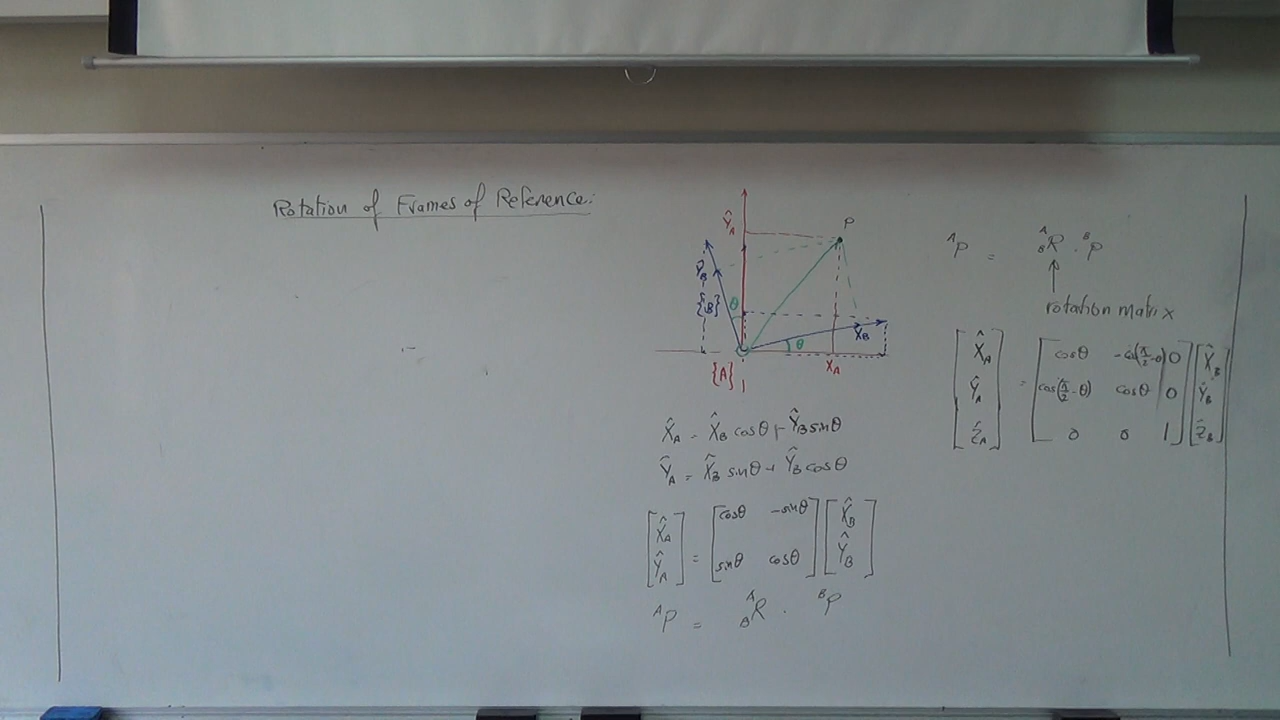 Rotation of Frames of Reference:
Ŷ_A
P
Ŷ_B
{B}
θ
θ
X_B
{A}
X_A
X̂_A = X̂_B cosθ + Ŷ_B sinθ
Ŷ_A = X̂_B sinθ + Ŷ_B cosθ
[X̂_A Ŷ_A] = [cosθ -sinθ; sinθ cosθ] [X̂_B Ŷ_B]
^A P = ^A_B R . ^B P
^A P = ^A_B R . ^B P
rotation matrix
[X̂_A Ŷ_A Ẑ_A] = [cosθ -c(π/2-θ) 0; cos(π/2-θ) cosθ 0; 0 0 1] [X̂_B Ŷ_B Ẑ_B]